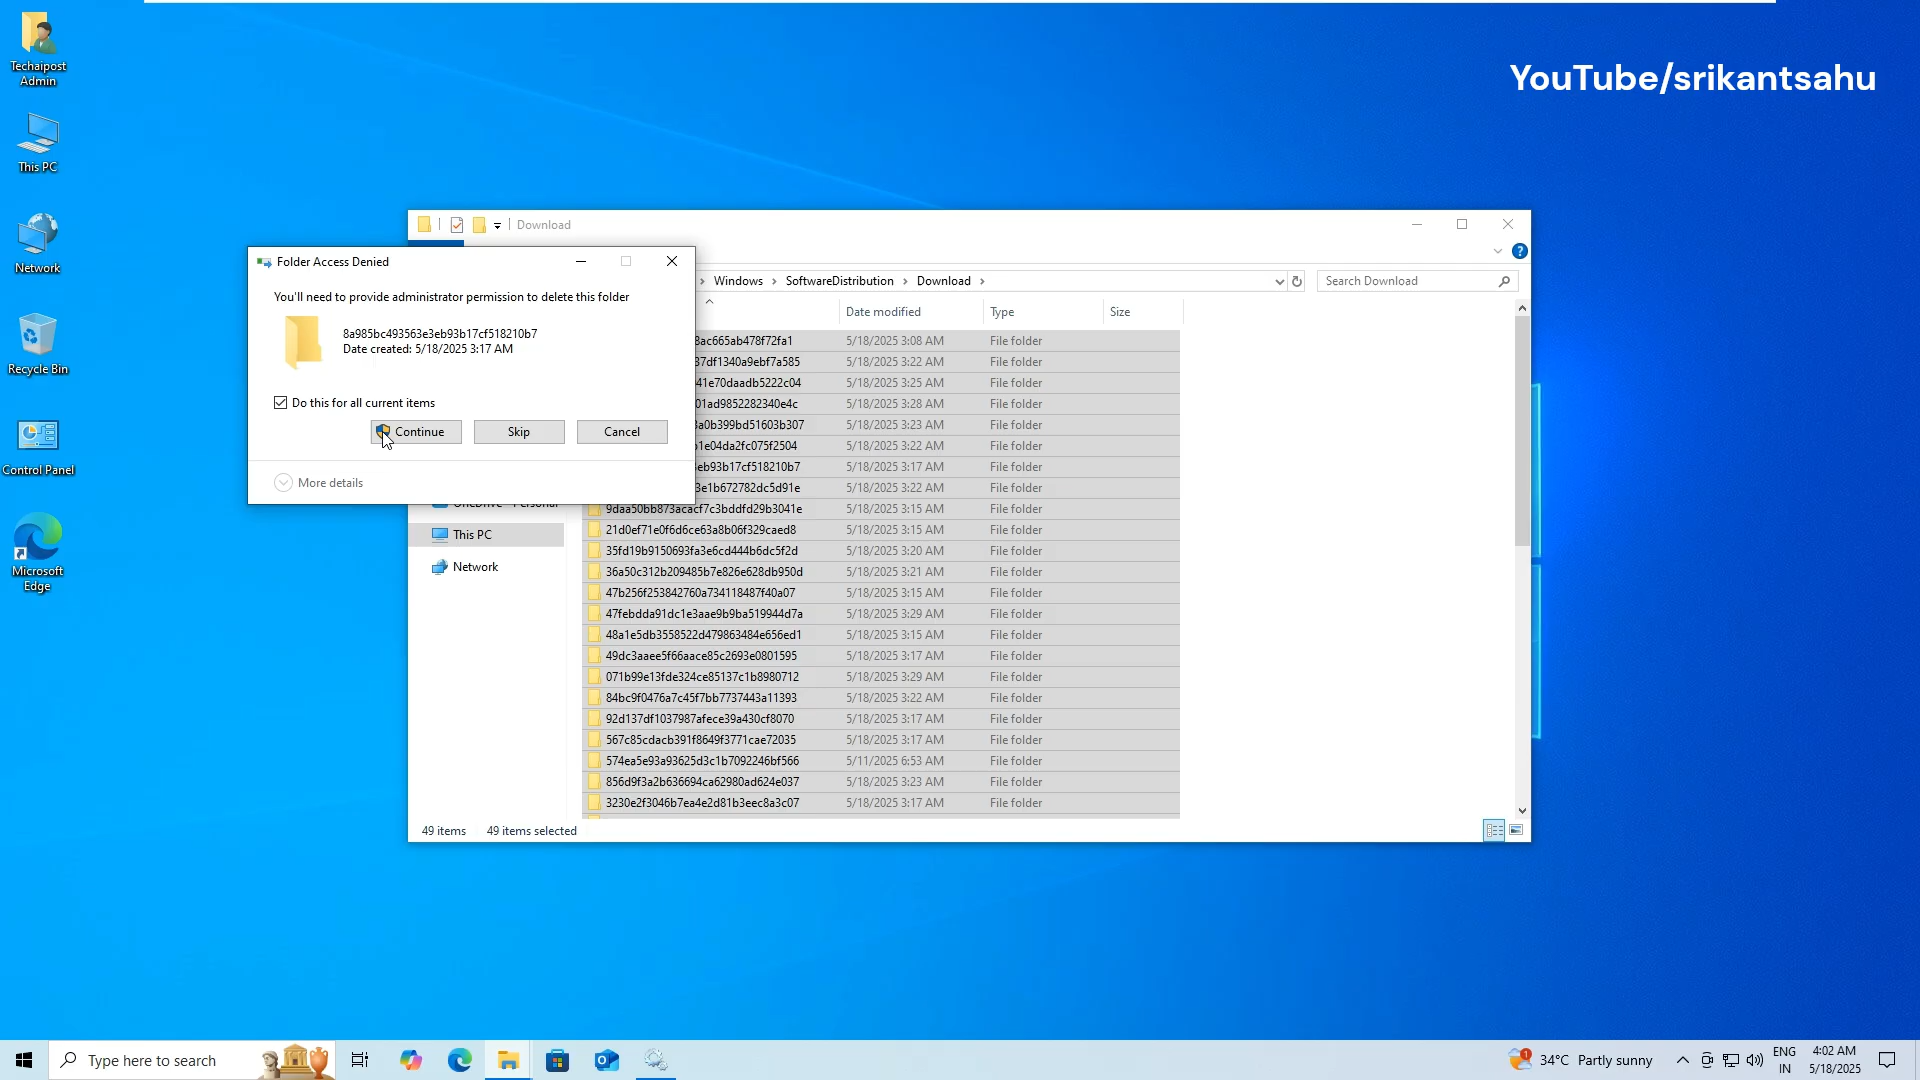 Techaipost
Admin
This PC
Network
Recycle Bin
Control Panel
Microsoft
Edge
YouTube/srikantsahu
Download
Windows › SoftwareDistribution › Download ›
Search Download
Folder Access Denied
You'll need to provide administrator permission to delete this folder
8a985bc493563e3eb93b17cf518210b7
Date created: 5/18/2025 3:17 AM
Do this for all current items
Continue Skip Cancel
More details
This PC
Network
Date modified Type Size
8ac665ab478f72fa1 5/18/2025 3:08 AM File folder
37df1340a9ebf7a585 5/18/2025 3:22 AM File folder
41e70daadb5222c04 5/18/2025 3:25 AM File folder
01ad9852282340e4c 5/18/2025 3:28 AM File folder
8a0b399bd51603b307 5/18/2025 3:23 AM File folder
b1e04da2fc075f2504 5/18/2025 3:22 AM File folder
eb93b17cf518210b7 5/18/2025 3:17 AM File folder
3e1b672782dc5d91e 5/18/2025 3:22 AM File folder
9daa50bb873acacf7c3bddfd29b3041e 5/18/2025 3:15 AM File folder
21d0ef71e0f6d6ce63a8b06f329caed8 5/18/2025 3:15 AM File folder
35fd19b9150693fa3e6cd444b6dc5f2d 5/18/2025 3:20 AM File folder
36a50c312b209485b7e826e628db950d 5/18/2025 3:21 AM File folder
47b256f253842760a734118487f40a07 5/18/2025 3:15 AM File folder
47febdda91dc1e3aae9b9ba519944d7a 5/18/2025 3:29 AM File folder
48a1e5db3558522d479863484e656ed1 5/18/2025 3:15 AM File folder
49dc3aaee5f66aace85c2693e0801595 5/18/2025 3:17 AM File folder
071b99e13fde324ce85137c1b8980712 5/18/2025 3:29 AM File folder
84bc9f0476a7c45f7bb7737443a11393 5/18/2025 3:22 AM File folder
92d137df1037987afece39a430cf8070 5/18/2025 3:17 AM File folder
567c85cdacb391f8649f3771cae72035 5/18/2025 3:17 AM File folder
574ea5e93a93625d3c1b7092246bf566 5/11/2025 6:53 AM File folder
856d9f3a2b636694ca62980ad624e037 5/18/2025 3:23 AM File folder
3230e2f3046b7ea4e2d81b3eec8a3c07 5/18/2025 3:17 AM File folder
49 items 49 items selected
Type here to search
34°C Partly sunny
ENG
IN
4:02 AM
5/18/2025